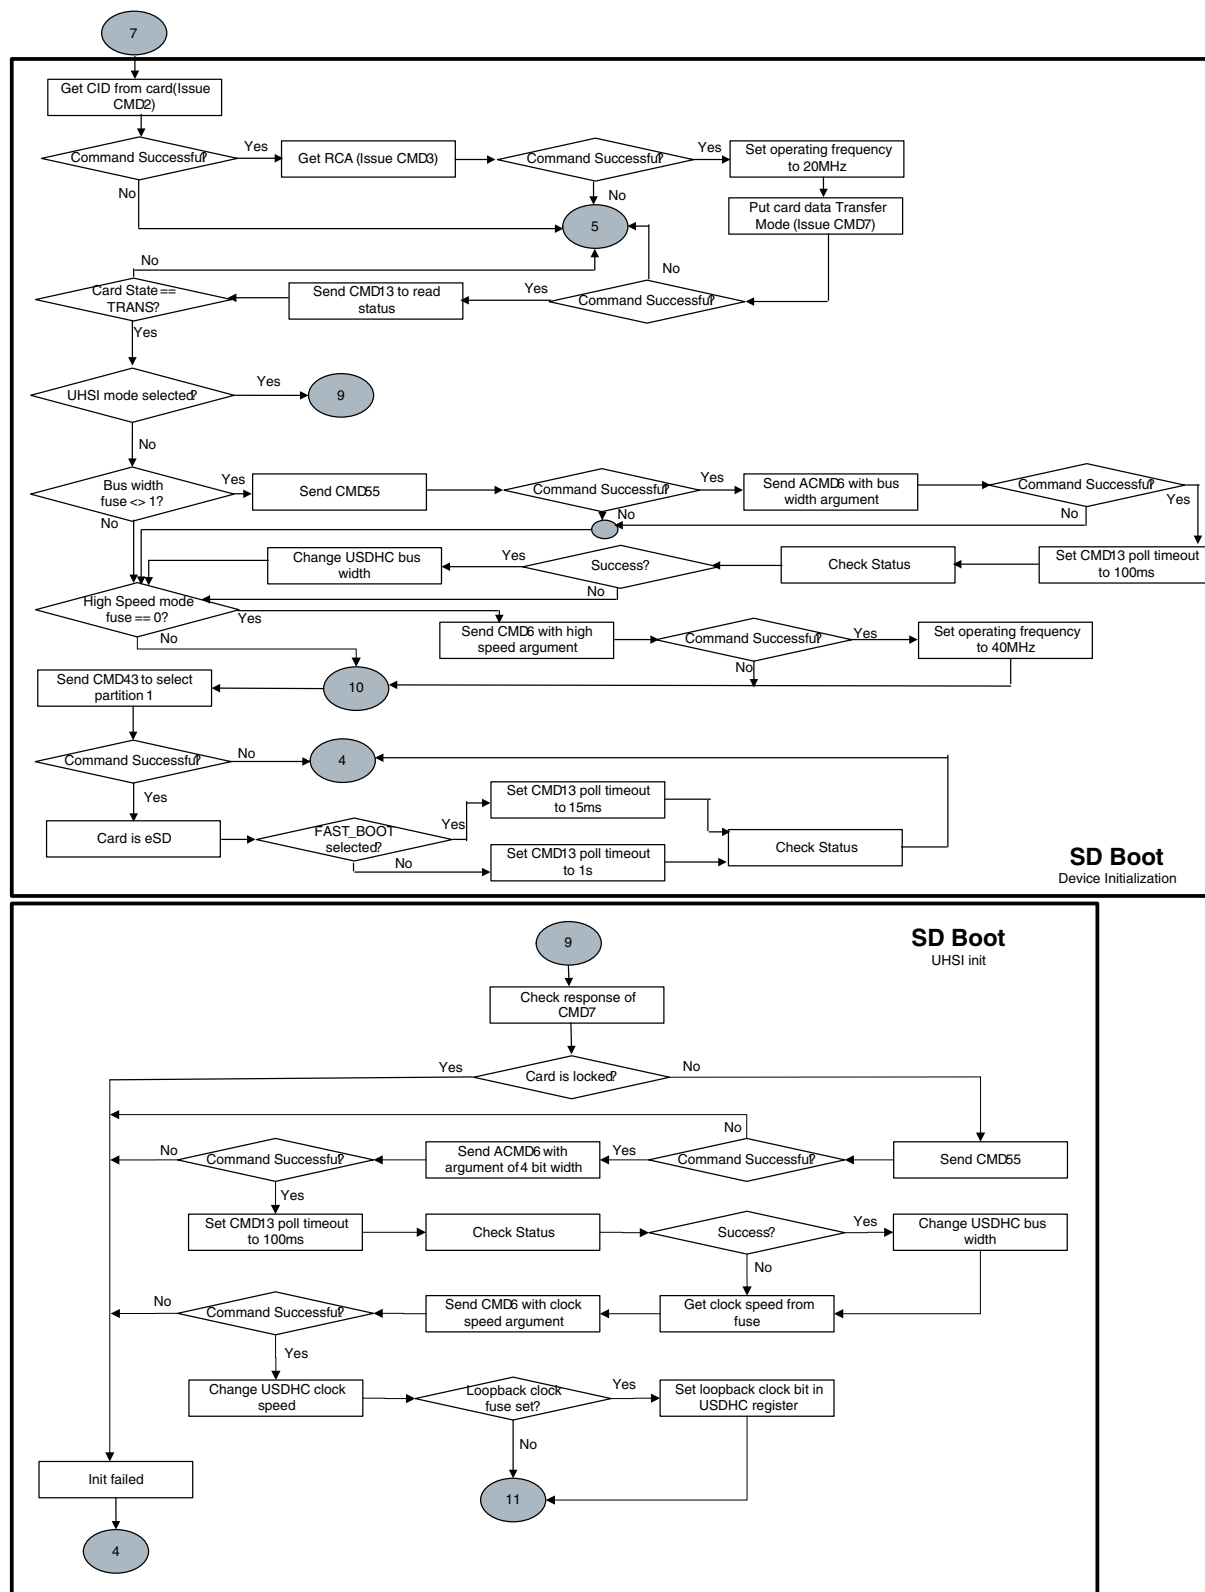 7
Get CID from card(Issue
CMD2)
Command Successful?
Yes
Get RCA (Issue CMD3)
Command Successful?
Yes
Set operating frequency
to 20MHz
No
No
5
Put card data Transfer
Mode (Issue CMD7)
No
No
Card State ==
TRANS?
Send CMD13 to read
status
Yes
Command Successful?
Yes
UHSI mode selected?
Yes
9
No
Bus width
fuse <> 1?
Yes
Send CMD55
Command Successful?
Yes
Send ACMD6 with bus
width argument
Command Successful?
Yes
No
No
No
Change USDHC bus
width
Yes
Success?
Check Status
Set CMD13 poll timeout
to 100ms
No
High Speed mode
fuse == 0?
Yes
No
Send CMD6 with high
speed argument
Command Successful?
Yes
Set operating frequency
to 40MHz
No
Send CMD43 to select
partition 1
10
Command Successful?
No
4
Yes
Card is eSD
FAST_BOOT
selected?
Yes
Set CMD13 poll timeout
to 15ms
No
Set CMD13 poll timeout
to 1s
Check Status
SD Boot
Device Initialization
9
SD Boot
UHSI init
Check response of
CMD7
Yes
Card is locked?
No
No
No
Command Successful?
Send ACMD6 with
argument of 4 bit width
Yes
Command Successful?
Send CMD55
Yes
Set CMD13 poll timeout
to 100ms
Check Status
Success?
Yes
Change USDHC bus
width
No
No
Command Successful?
Send CMD6 with clock
speed argument
Get clock speed from
fuse
Yes
Change USDHC clock
speed
Loopback clock
fuse set?
Yes
Set loopback clock bit in
USDHC register
No
Init failed
11
4